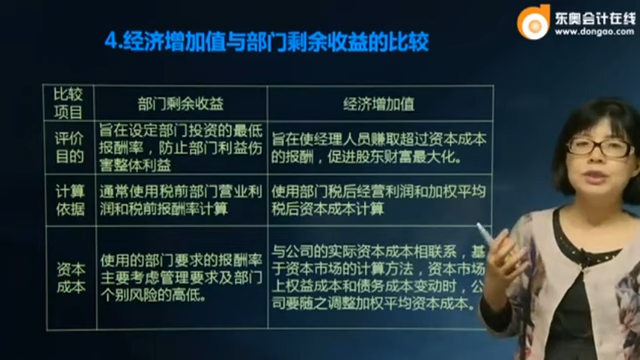 东奥会计在线
www.dongao.com
4.经济增加值与部门剩余收益的比较
比较
项目
部门剩余收益
经济增加值
评价
目的
旨在设定部门投资的最低
报酬率，防止部门利益伤
害整体利益
旨在使经理人员赚取超过资本成本
的报酬，促进股东财富最大化。
计算
依据
通常使用税前部门营业利
润和税前报酬率计算
使用部门税后经营利润和加权平均
税后资本成本计算
资本
成本
使用的部门要求的报酬率
主要考虑管理要求及部门
个别风险的高低。
与公司的实际资本成本相联系，基
于资本市场的计算方法，资本市场
上权益成本和债务成本变动时，公
司要随之调整加权平均资本成本。